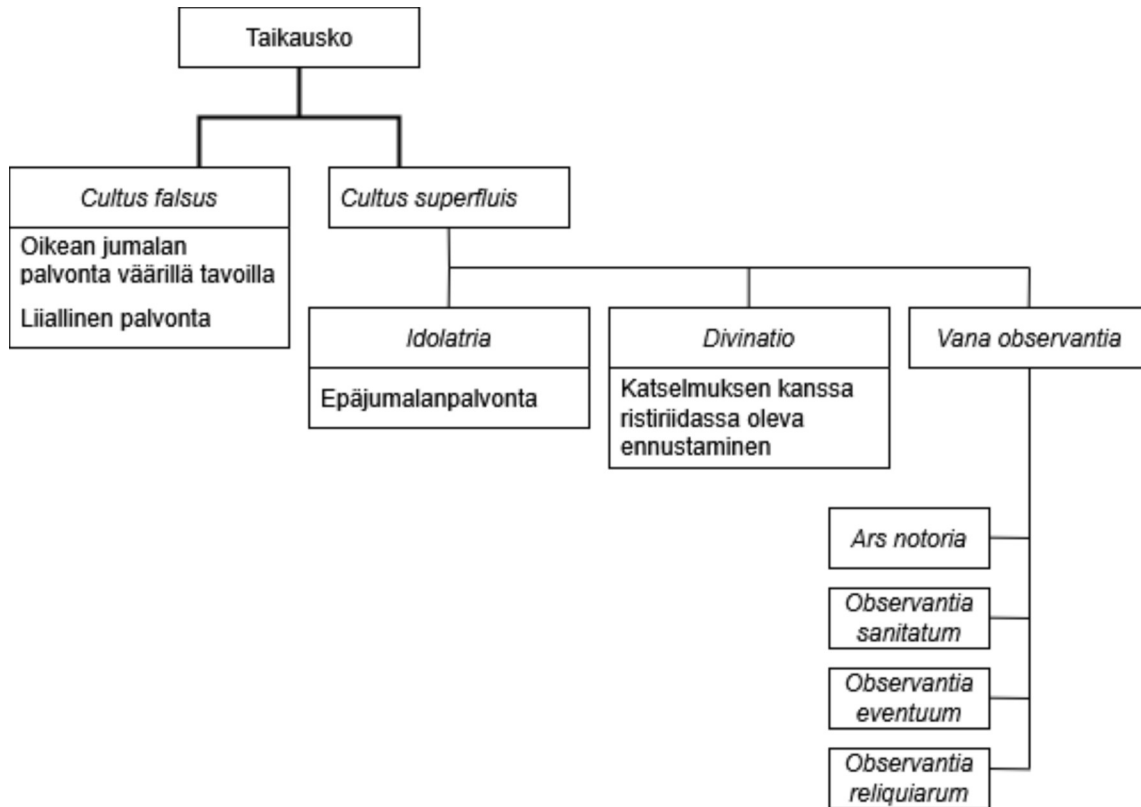 Taikausko
Cultus falsus
Oikean jumalan
palvonta väärillä tavoilla
Liiallinen palvonta
Cultus superfluis
Idolatria
Epäjumalanpalvonta
Divinatio
Katselmuksen kanssa
ristiriidassa oleva
ennustaminen
Vana observantia
Ars notoria
Observantia
sanitatum
Observantia
eventuum
Observantia
reliquiarum